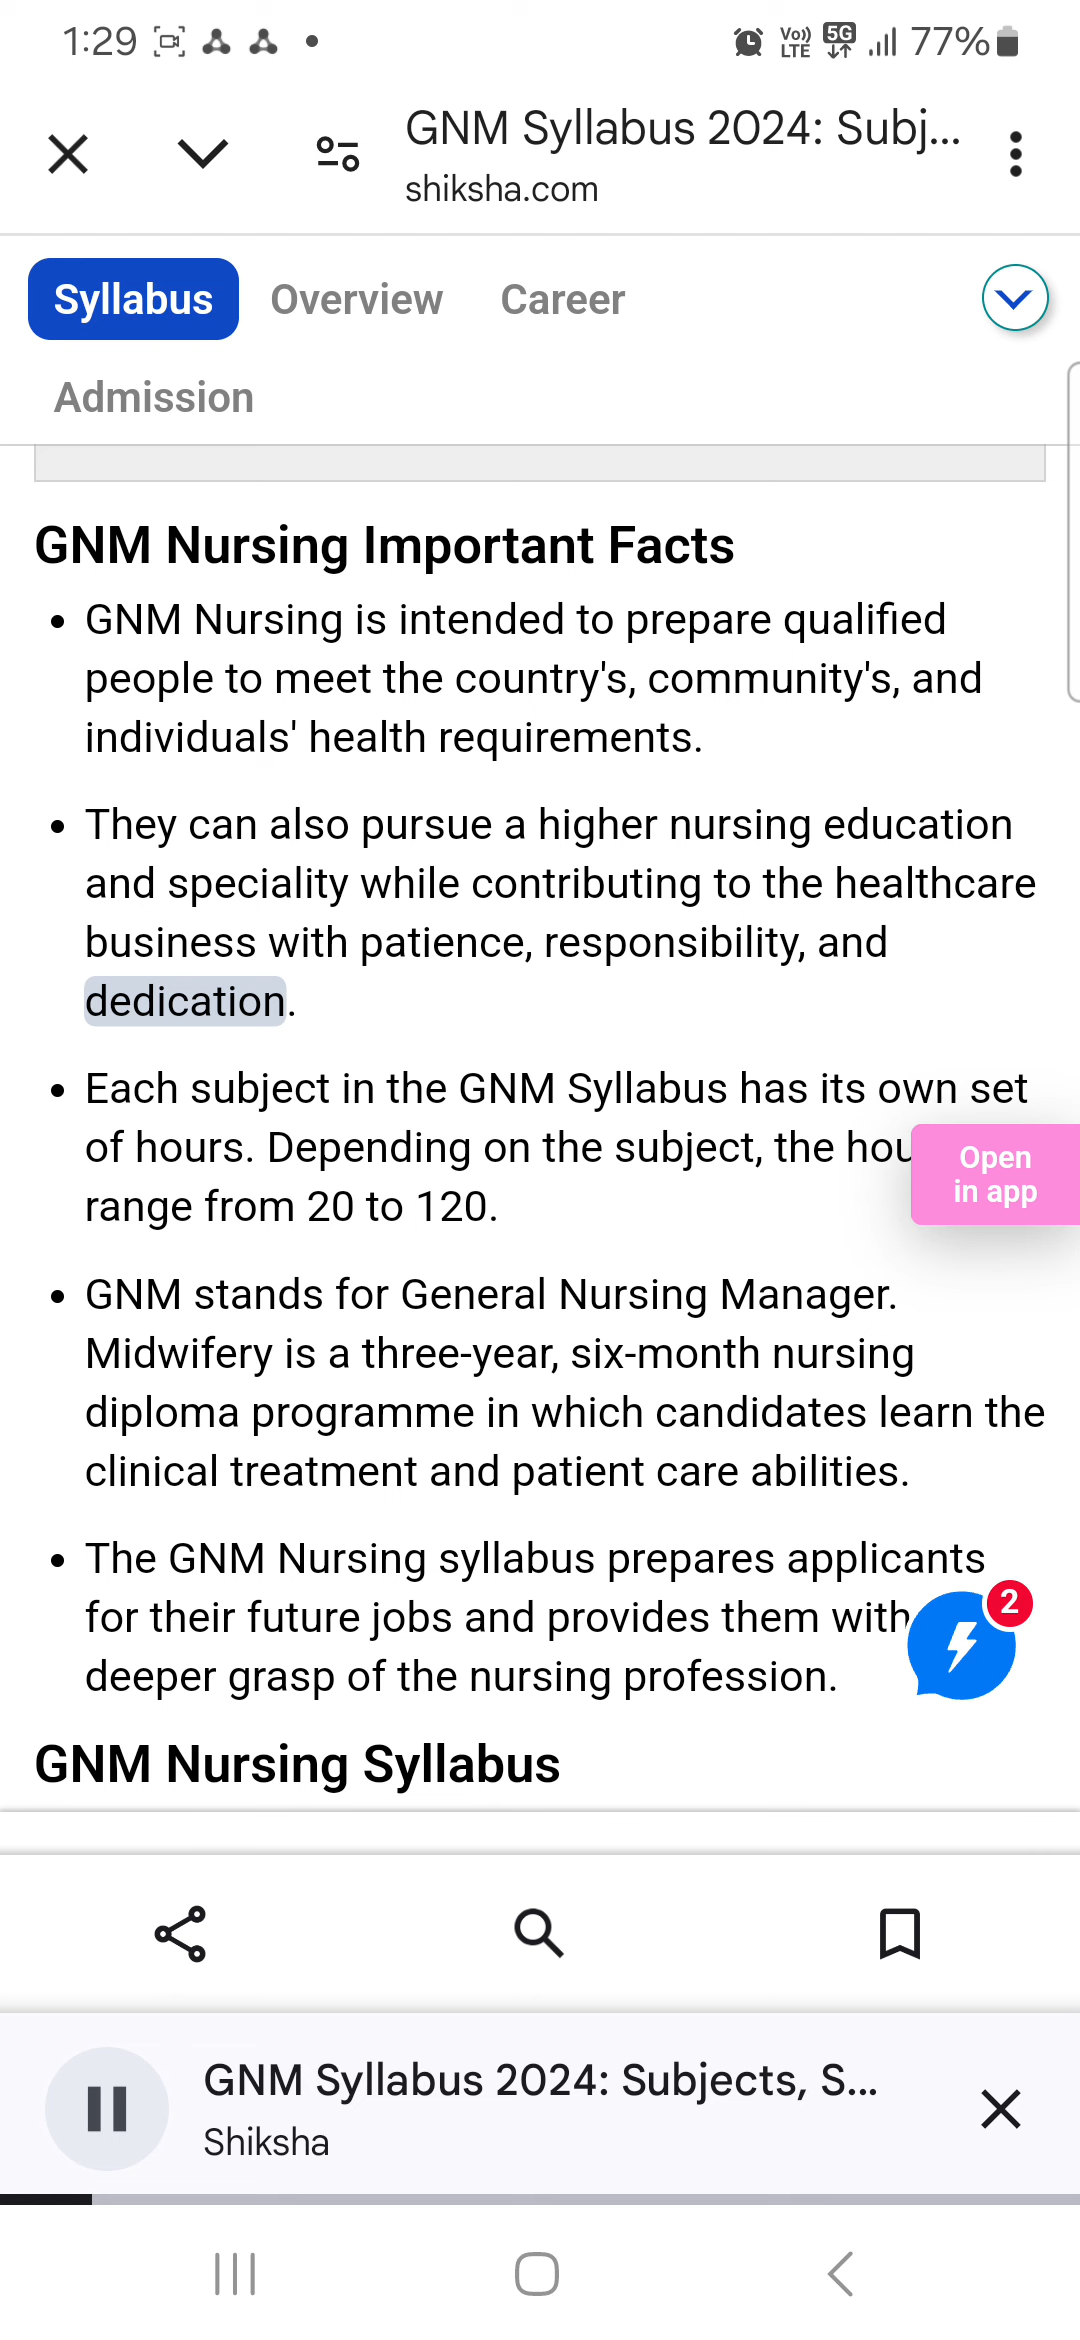 1:29
Vo)) LTE 5G 77%
GNM Syllabus 2024: Subj...
shiksha.com
Syllabus Overview Career
Admission
GNM Nursing Important Facts
• GNM Nursing is intended to prepare qualified
people to meet the country's, community's, and
individuals' health requirements.
• They can also pursue a higher nursing education
and speciality while contributing to the healthcare
business with patience, responsibility, and
dedication.
• Each subject in the GNM Syllabus has its own set
of hours. Depending on the subject, the hou
Open
in app
range from 20 to 120.
• GNM stands for General Nursing Manager.
Midwifery is a three-year, six-month nursing
diploma programme in which candidates learn the
clinical treatment and patient care abilities.
• The GNM Nursing syllabus prepares applicants
for their future jobs and provides them with
2
deeper grasp of the nursing profession.
GNM Nursing Syllabus
GNM Syllabus 2024: Subjects, S...
Shiksha